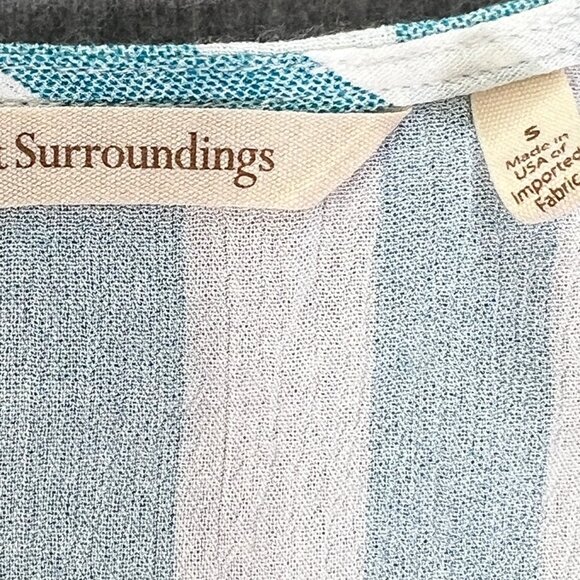 t Surroundings
S
Made in
USA of
Imported
Fabric